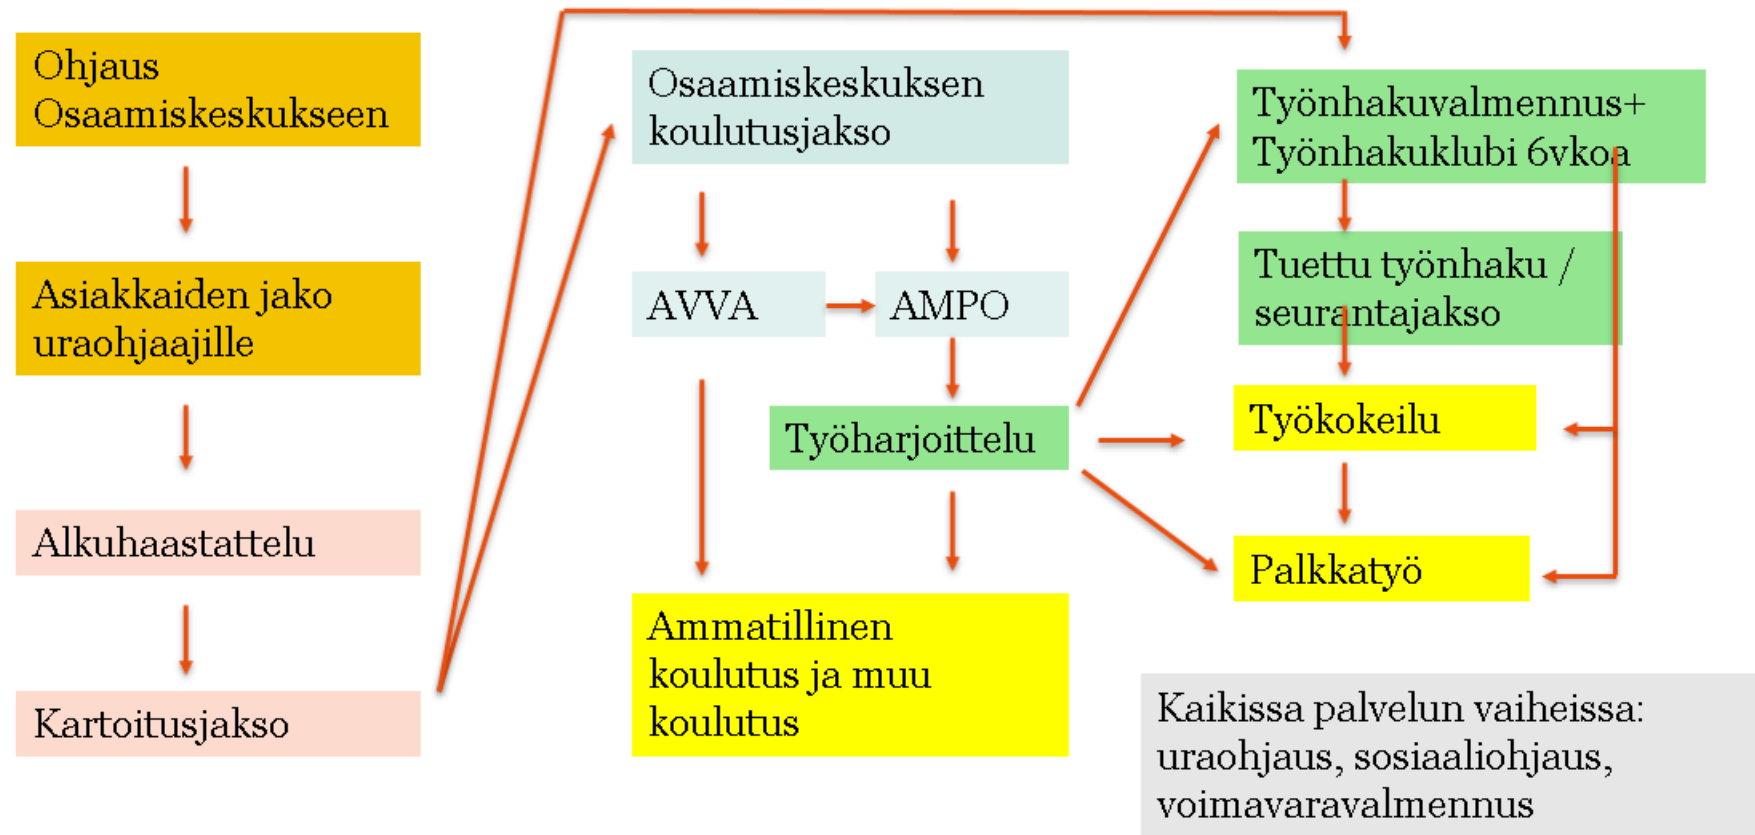 Ohjaus
Osaamiskeskukseen
Asiakkaiden jako
uraohjaajille
Alkuhaastattelu
Kartoitusjakso
Osaamiskeskuksen
koulutusjakso
AVVA
AMPO
Työharjoittelu
Ammatillinen
koulutus ja muu
koulutus
Työnhakuvalmennus+
Työnhakuklubi 6vkoa
Tuettu työnhaku /
seurantajakso
Työkokeilu
Palkkatyö
Kaikissa palvelun vaiheissa:
uraohjaus, sosiaaliohjaus,
voimavaravalmennus